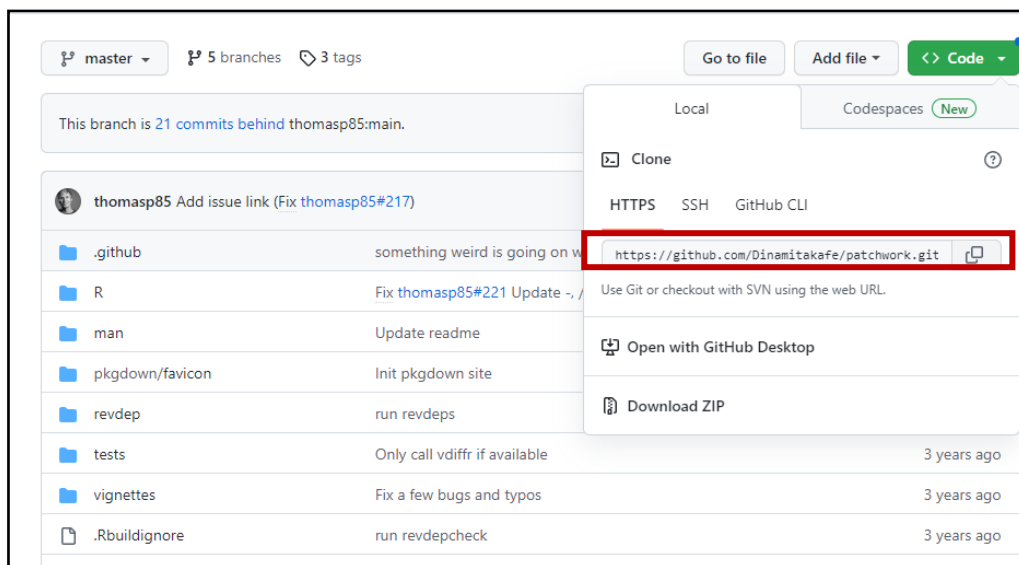 master
5 branches
3 tags
Go to file
Add file
<> Code
This branch is 21 commits behind thomasp85:main.
Local
Codespaces New
Clone
HTTPS SSH GitHub CLI
https://github.com/Dinamitakafe/patchwork.git
Use Git or checkout with SVN using the web URL.
Open with GitHub Desktop
Download ZIP
thomasp85 Add issue link (Fix thomasp85#217)
.github something weird is going on w
R Fix thomasp85#221 Update -, /
man Update readme
pkgdown/favicon Init pkgdown site
revdep run revdeps
tests Only call vdiffr if available 3 years ago
vignettes Fix a few bugs and typos 3 years ago
.Rbuildignore run revdepcheck 3 years ago